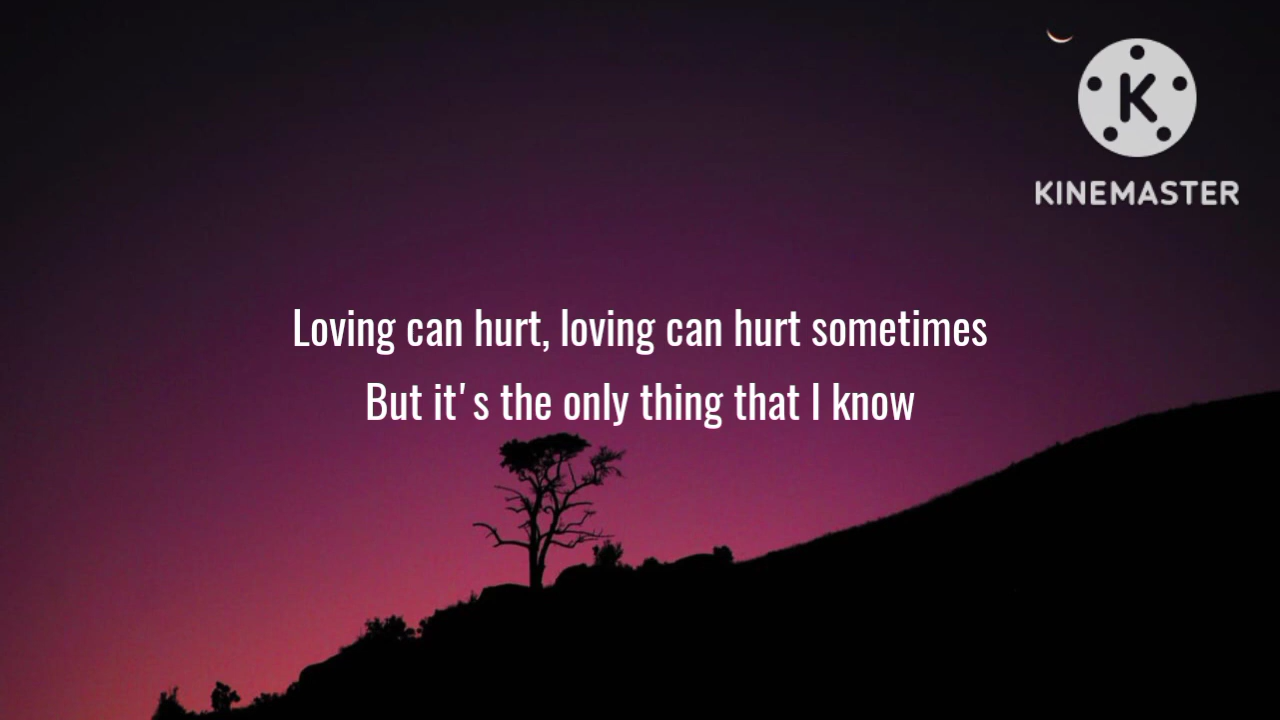 K
KINEMASTER
Loving can hurt, loving can hurt sometimes
But it's the only thing that I know